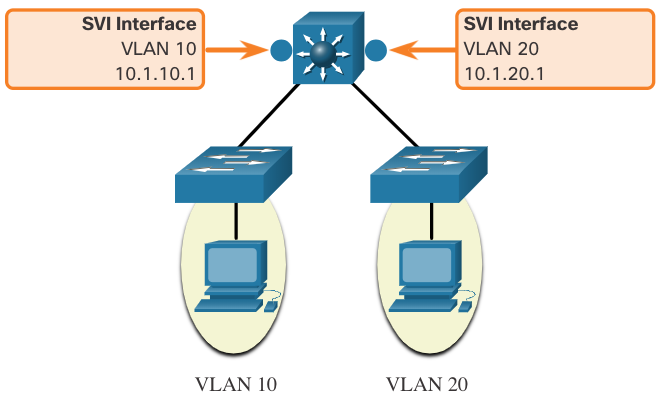 SVI Interface
VLAN 10
10.1.10.1
SVI Interface
VLAN 20
10.1.20.1
VLAN 10
VLAN 20